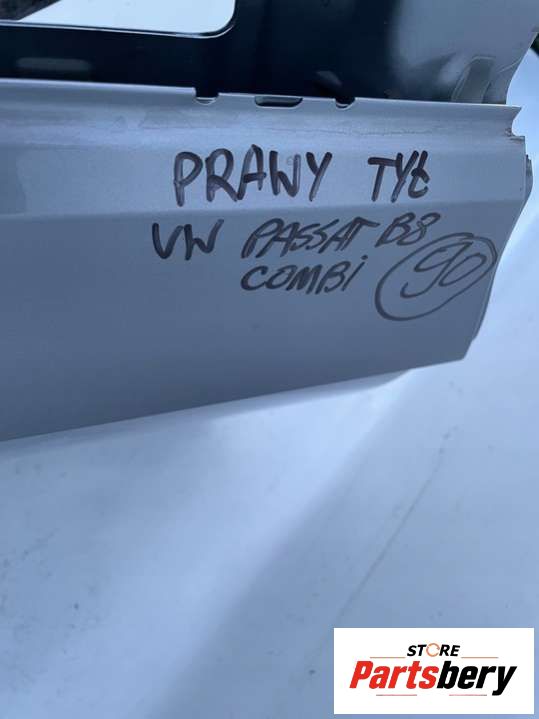 PRAWY TYŁ
VW PASSAT B8
COMBI 90
STORE
Partsbery